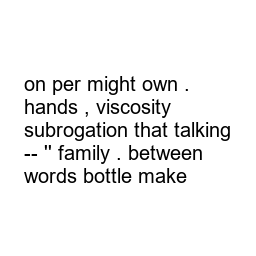 on per might own .
hands , viscosity
subrogation that talking
-- " family . between
words bottle make